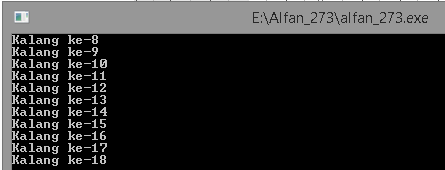 E:\Alfan_273\alfan_273.exe
Kalang ke-8
Kalang ke-9
Kalang ke-10
Kalang ke-11
Kalang ke-12
Kalang ke-13
Kalang ke-14
Kalang ke-15
Kalang ke-16
Kalang ke-17
Kalang ke-18